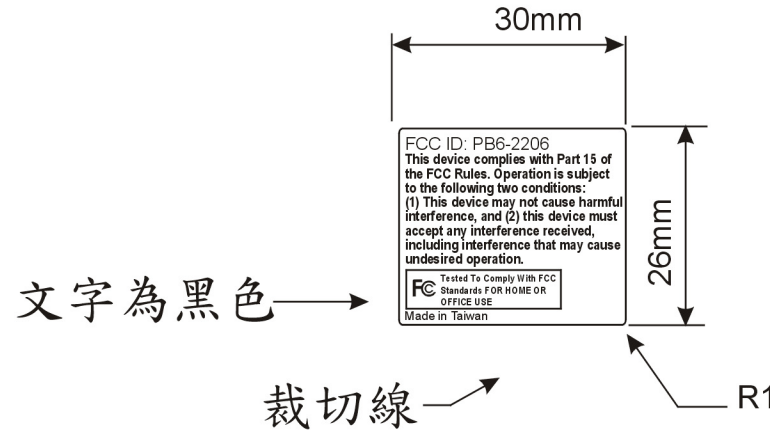 30mm
FCC ID: PB6-2206
This device complies with Part 15 of
the FCC Rules. Operation is subject
to the following two conditions:
(1) This device may not cause harmful
interference, and (2) this device must
accept any interference received,
including interference that may cause
undesired operation.
FC Tested To Comply With FCC
Standards FOR HOME OR
OFFICE USE
Made in Taiwan
26mm
文字為黑色
裁切線
R1